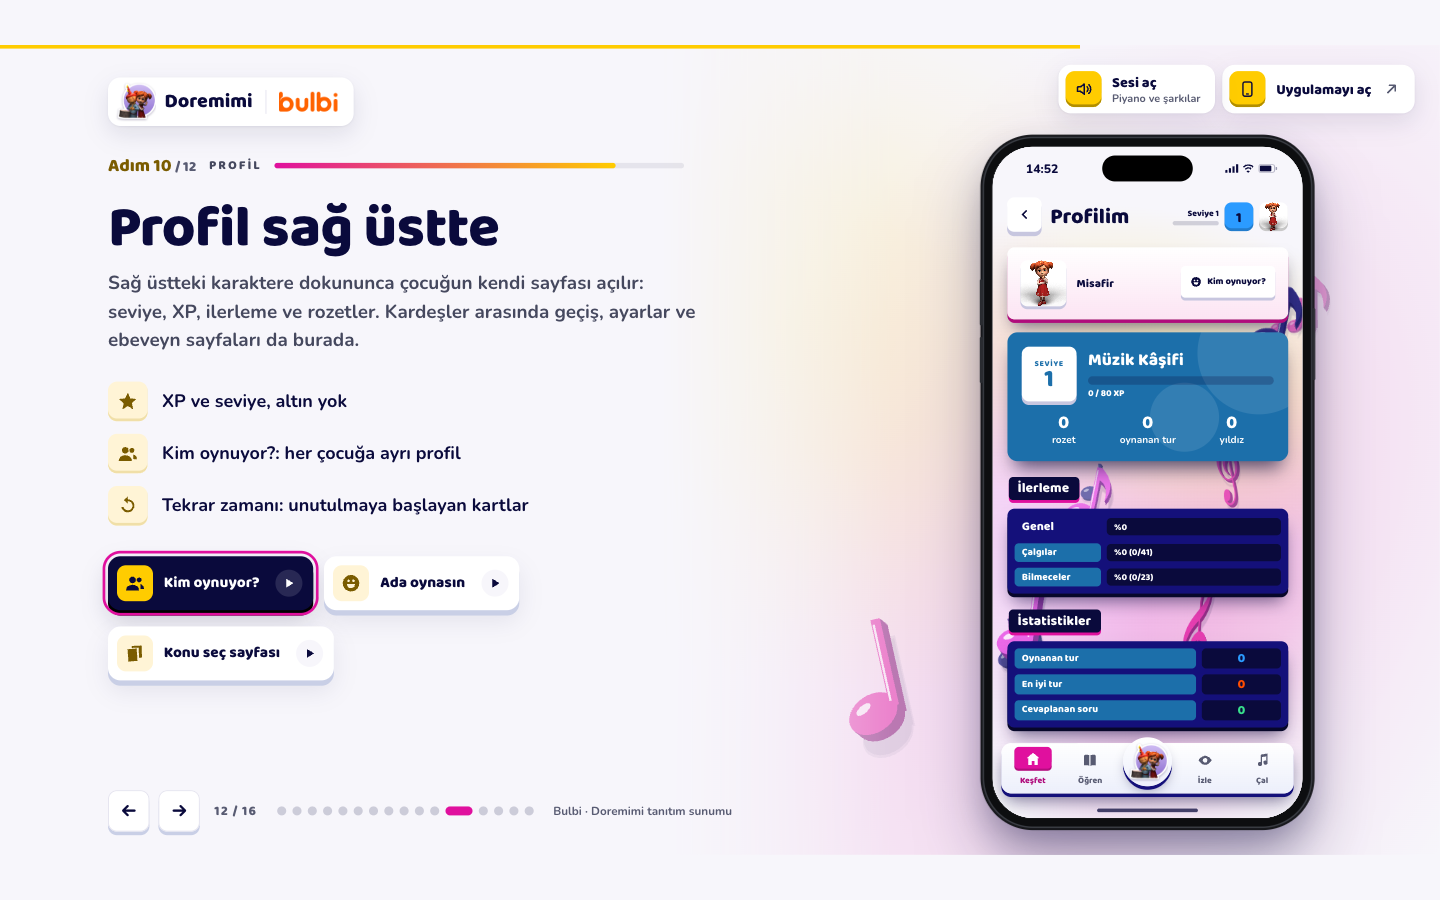 Doremimi
bulbi
Sesi aç
Piyano ve şarkılar
Uygulamayı aç
Adım 10 / 12 PROFİL
Profil sağ üstte
Sağ üstteki karaktere dokununca çocuğun kendi sayfası açılır:
seviye, XP, ilerleme ve rozetler. Kardeşler arasında geçiş, ayarlar ve
ebeveyn sayfaları da burada.
XP ve seviye, altın yok
Kim oynuyor?: her çocuğa ayrı profil
Tekrar zamanı: unutulmaya başlayan kartlar
Kim oynuyor?
Ada oynasın
Konu seç sayfası
12 / 16
Bulbi · Doremimi tanıtım sunumu
14:52
Profilim
Seviye 1
1
Misafir
Kim oynuyor?
SEVİYE
1
Müzik Kâşifi
0 / 80 XP
0 0 0
rozet oynanan tur yıldız
İlerleme
Genel %0
Çalgılar %0 (0/41)
Bilmeceler %0 (0/23)
İstatistikler
Oynanan tur 0
En iyi tur 0
Cevaplanan soru 0
Keşfet Öğren İzle Çal